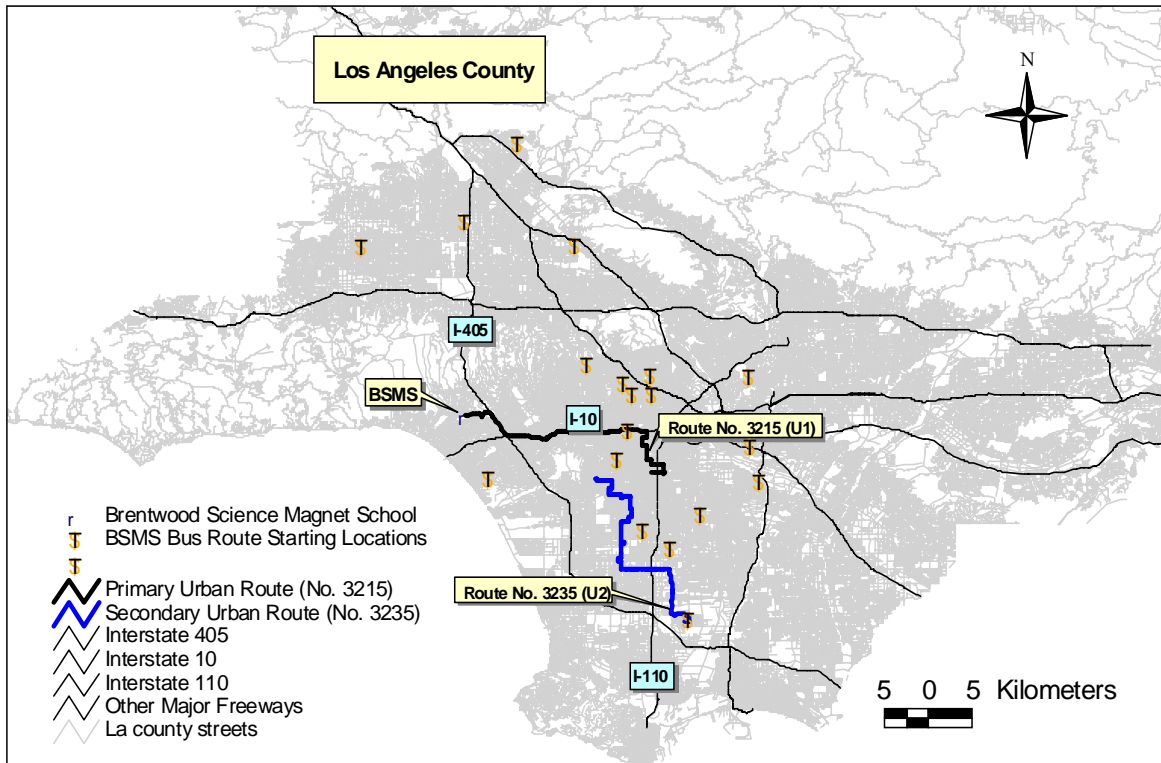 Los Angeles County
N
I-405
BSMS
I-10
Route No. 3215 (U1)
r
r Brentwood Science Magnet School
BSMS Bus Route Starting Locations
Primary Urban Route (No. 3215)
Secondary Urban Route (No. 3235)
Interstate 405
Interstate 10
Interstate 110
Other Major Freeways
La county streets
Route No. 3235 (U2)
I-110
5 0 5 Kilometers